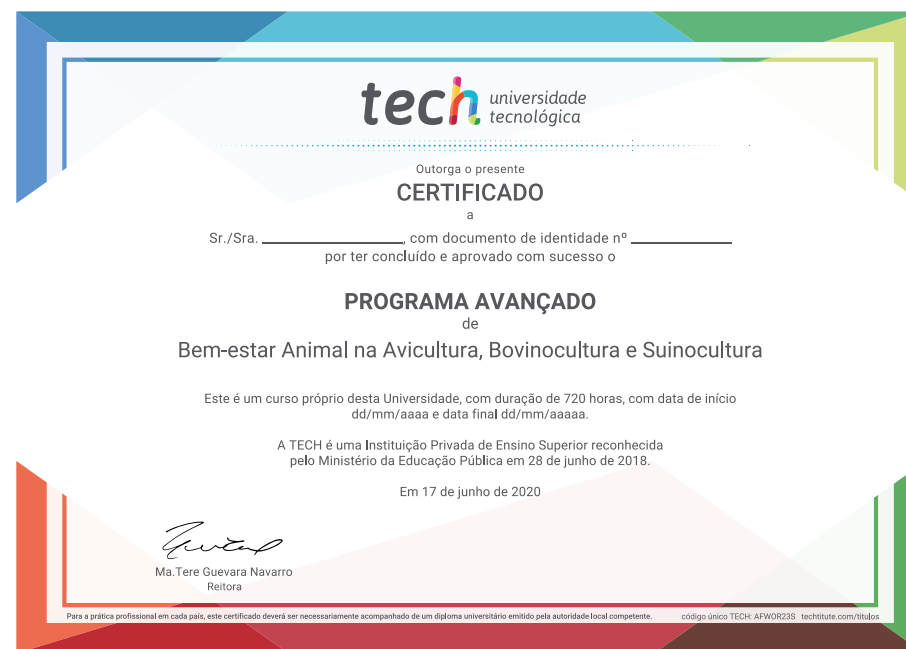 tech universidade
tecnológica
Outorga o presente
CERTIFICADO
a
Sr./Sra. ________________, com documento de identidade nº ____________
por ter concluído e aprovado com sucesso o
PROGRAMA AVANÇADO
de
Bem-estar Animal na Avicultura, Bovinocultura e Suinocultura
Este é um curso próprio desta Universidade, com duração de 720 horas, com data de início
dd/mm/aaaa e data final dd/mm/aaaaa.
A TECH é uma Instituição Privada de Ensino Superior reconhecida
pelo Ministério da Educação Pública em 28 de junho de 2018.
Em 17 de junho de 2020
Ma.Tere Guevara Navarro
Reitora
Para a prática profissional em cada país, este certificado deverá ser necessariamente acompanhado de um diploma universitário emitido pela autoridade local competente. código único TECH: AFWOR23S techtitute.com/titulos